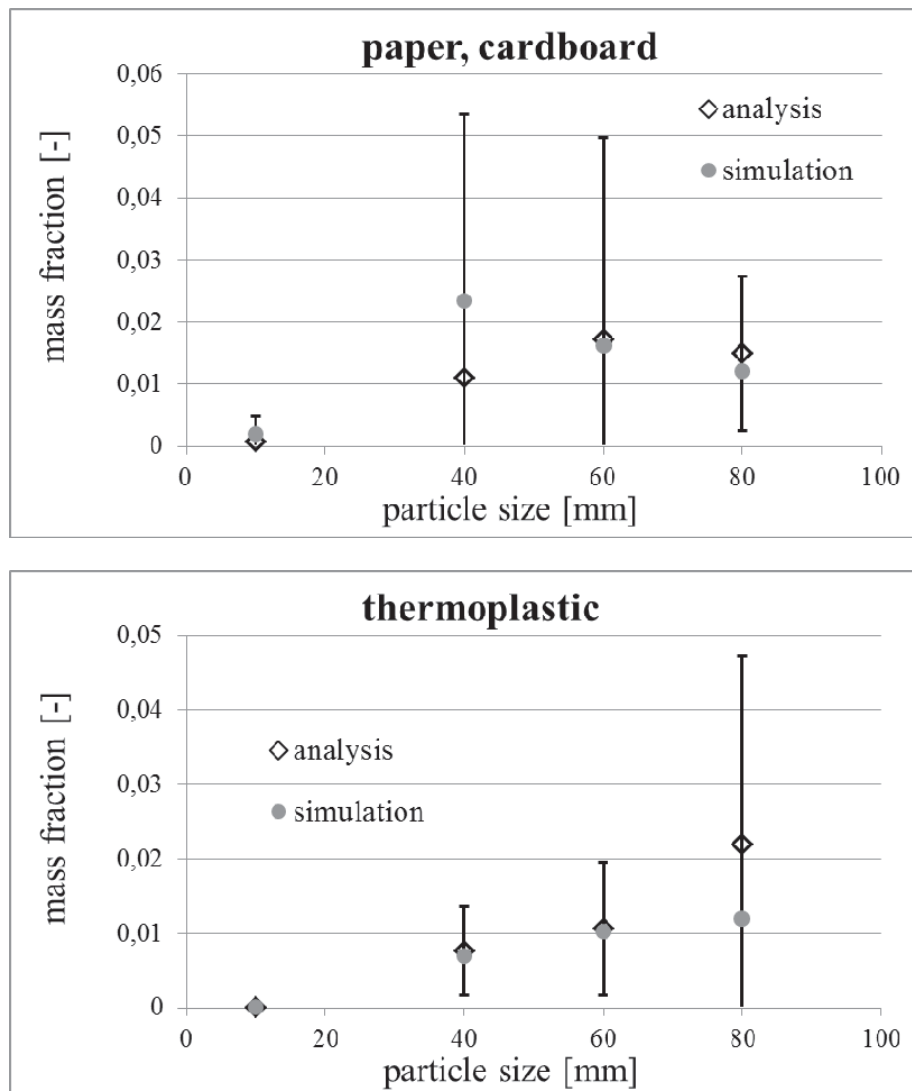 paper, cardboard
0,06
0,05
0,04
0,03
0,02
0,01
0
mass fraction [-]
analysis
simulation
0 20 40 60 80 100
particle size [mm]
thermoplastic
0,05
0,04
0,03
0,02
0,01
0
mass fraction [-]
analysis
simulation
0 20 40 60 80 100
particle size [mm]